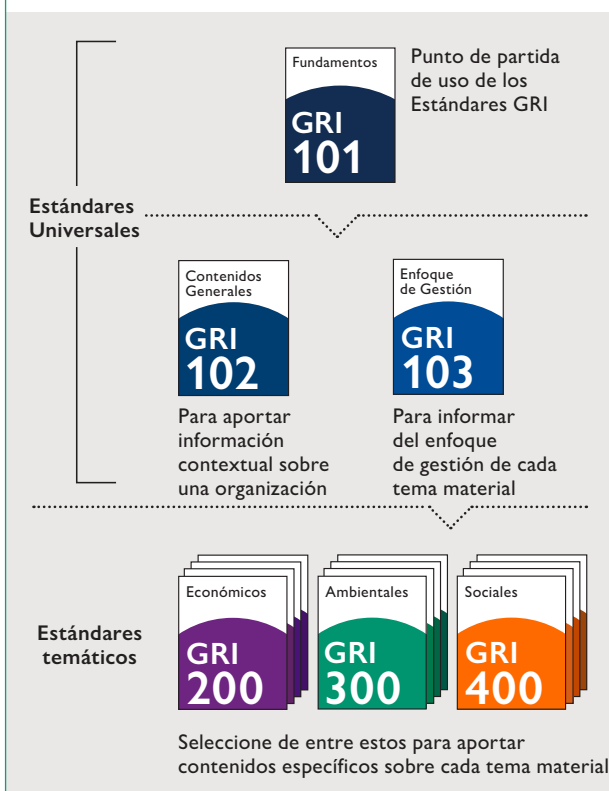 Fundamentos
GRI
101
Punto de partida
de uso de los
Estándares GRI
Estándares
Universales
Contenidos
Generales
GRI
102
Para aportar
información
contextual sobre
una organización
Enfoque
de Gestión
GRI
103
Para informar
del enfoque
de gestión de cada
tema material
Estándares
temáticos
Económicos
GRI
200
Ambientales
GRI
300
Sociales
GRI
400
Seleccione de entre estos para aportar
contenidos específicos sobre cada tema material